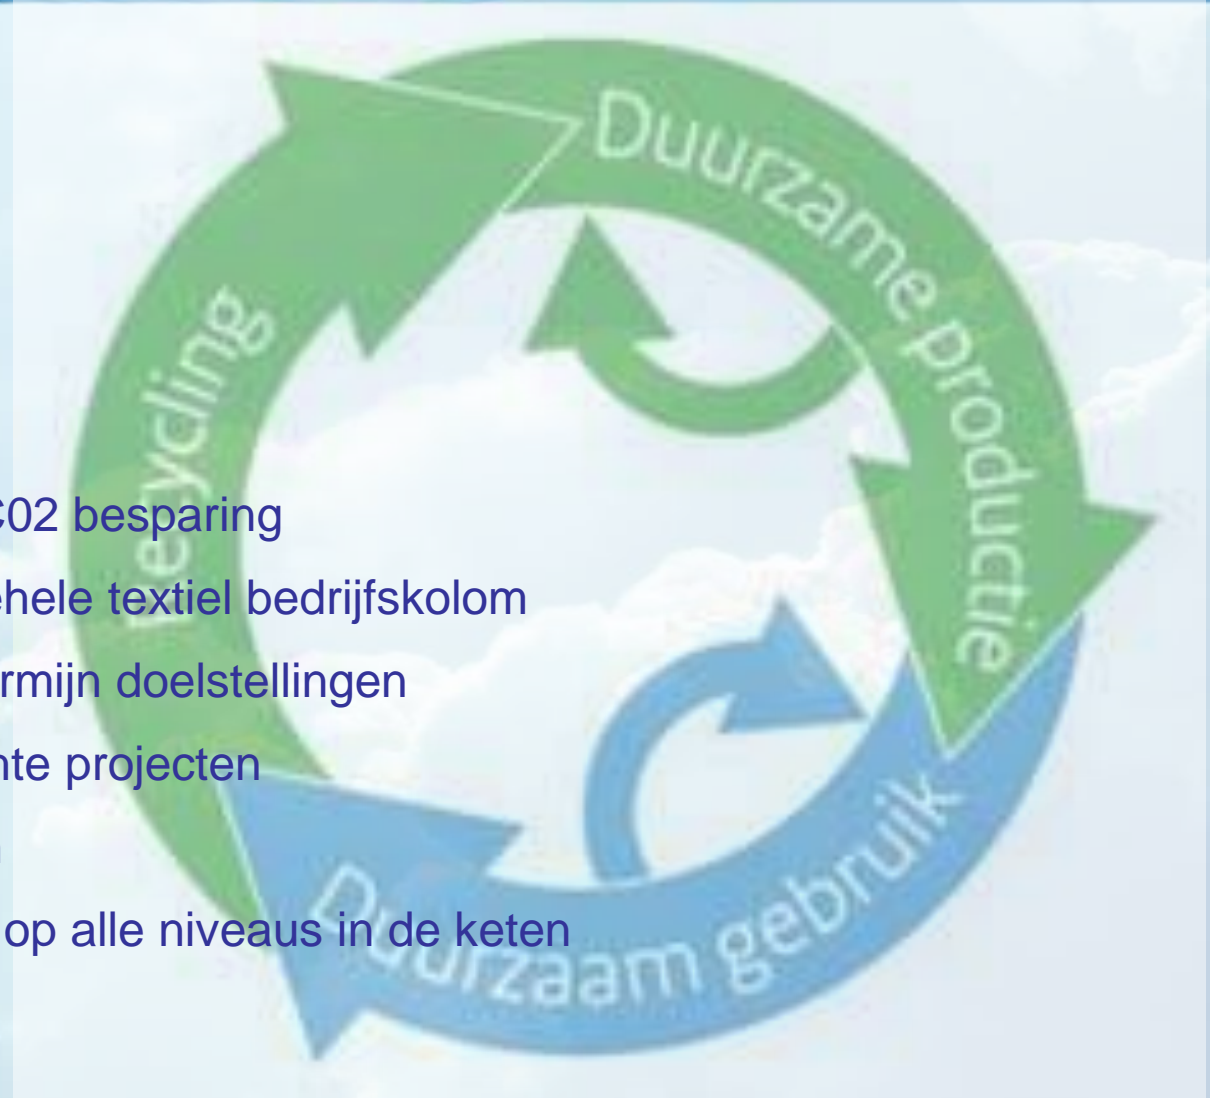 Duurzame productie
Recycling
C02 besparing
ehele textiel bedrijfskolom
rmijn doelstellingen
nte projecten
op alle niveaus in de keten
Duurzaam gebruik